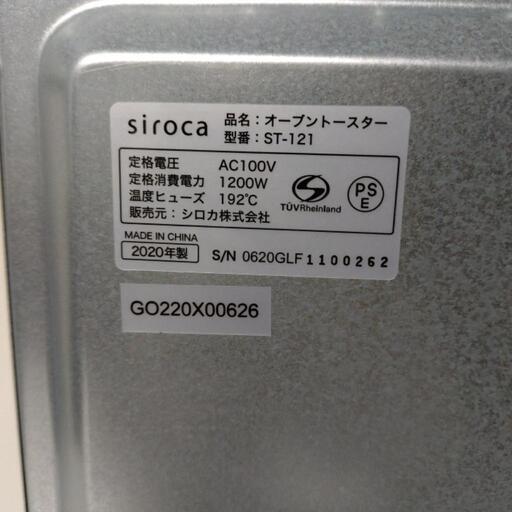 siroca
品名：オーブントースター
型番：ST-121
定格電圧 AC100V
定格消費電力 1200W
温度ヒューズ 192℃
販売元：シロカ株式会社
TÜVRheinland
PS
E
MADE IN CHINA
2020年製
S/N 0620GLF1100262
GO220X00626